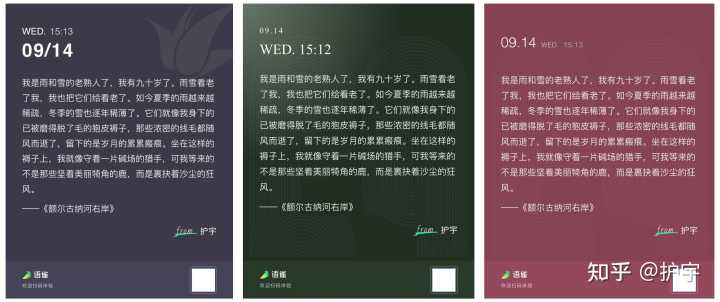 WED. 15:13
09/14
我是雨和雪的老熟人了，我有九十岁了。雨雪看老
了我，我也把它们给看老了。如今夏季的雨越来越
稀疏，冬季的雪也逐年稀薄了。它们就像我身下的
已被磨得脱了毛的狍皮褥子，那些浓密的线毛都随
风而逝了，留下的是岁月的累累瘢痕。坐在这样的
褥子上，我就像守着一片碱场的猎手，可我等来的
不是那些竖着美丽犄角的鹿，而是裹挟着沙尘的狂
风。
——《额尔古纳河右岸》
from 护宇
语雀
欢迎扫码体验
09.14
WED. 15:12
我是雨和雪的老熟人了，我有九十岁了。雨雪看老
了我，我也把它们给看老了。如今夏季的雨越来越
稀疏，冬季的雪也逐年稀薄了。它们就像我身下的
已被磨得脱了毛的狍皮褥子，那些浓密的线毛都随
风而逝了，留下的是岁月的累累瘢痕。坐在这样的
褥子上，我就像守着一片碱场的猎手，可我等来的
不是那些竖着美丽犄角的鹿，而是裹挟着沙尘的狂
风。
——《额尔古纳河右岸》
from 护宇
语雀
欢迎扫码体验
09.14 WED. 15:13
我是雨和雪的老熟人了，我有九十岁了。雨雪看老
了我，我也把它们给看老了。如今夏季的雨越来越
稀疏，冬季的雪也逐年稀薄了。它们就像我身下的
已被磨得脱了毛的狍皮褥子，那些浓密的线毛都随
风而逝了，留下的是岁月的累累瘢痕。坐在这样的
褥子上，我就像守着一片碱场的猎手，可我等来的
不是那些竖着美丽犄角的鹿，而是裹挟着沙尘的狂
风。
——《额尔古纳河右岸》
from 护宇
语雀
欢迎扫码体验
知乎 @护宇